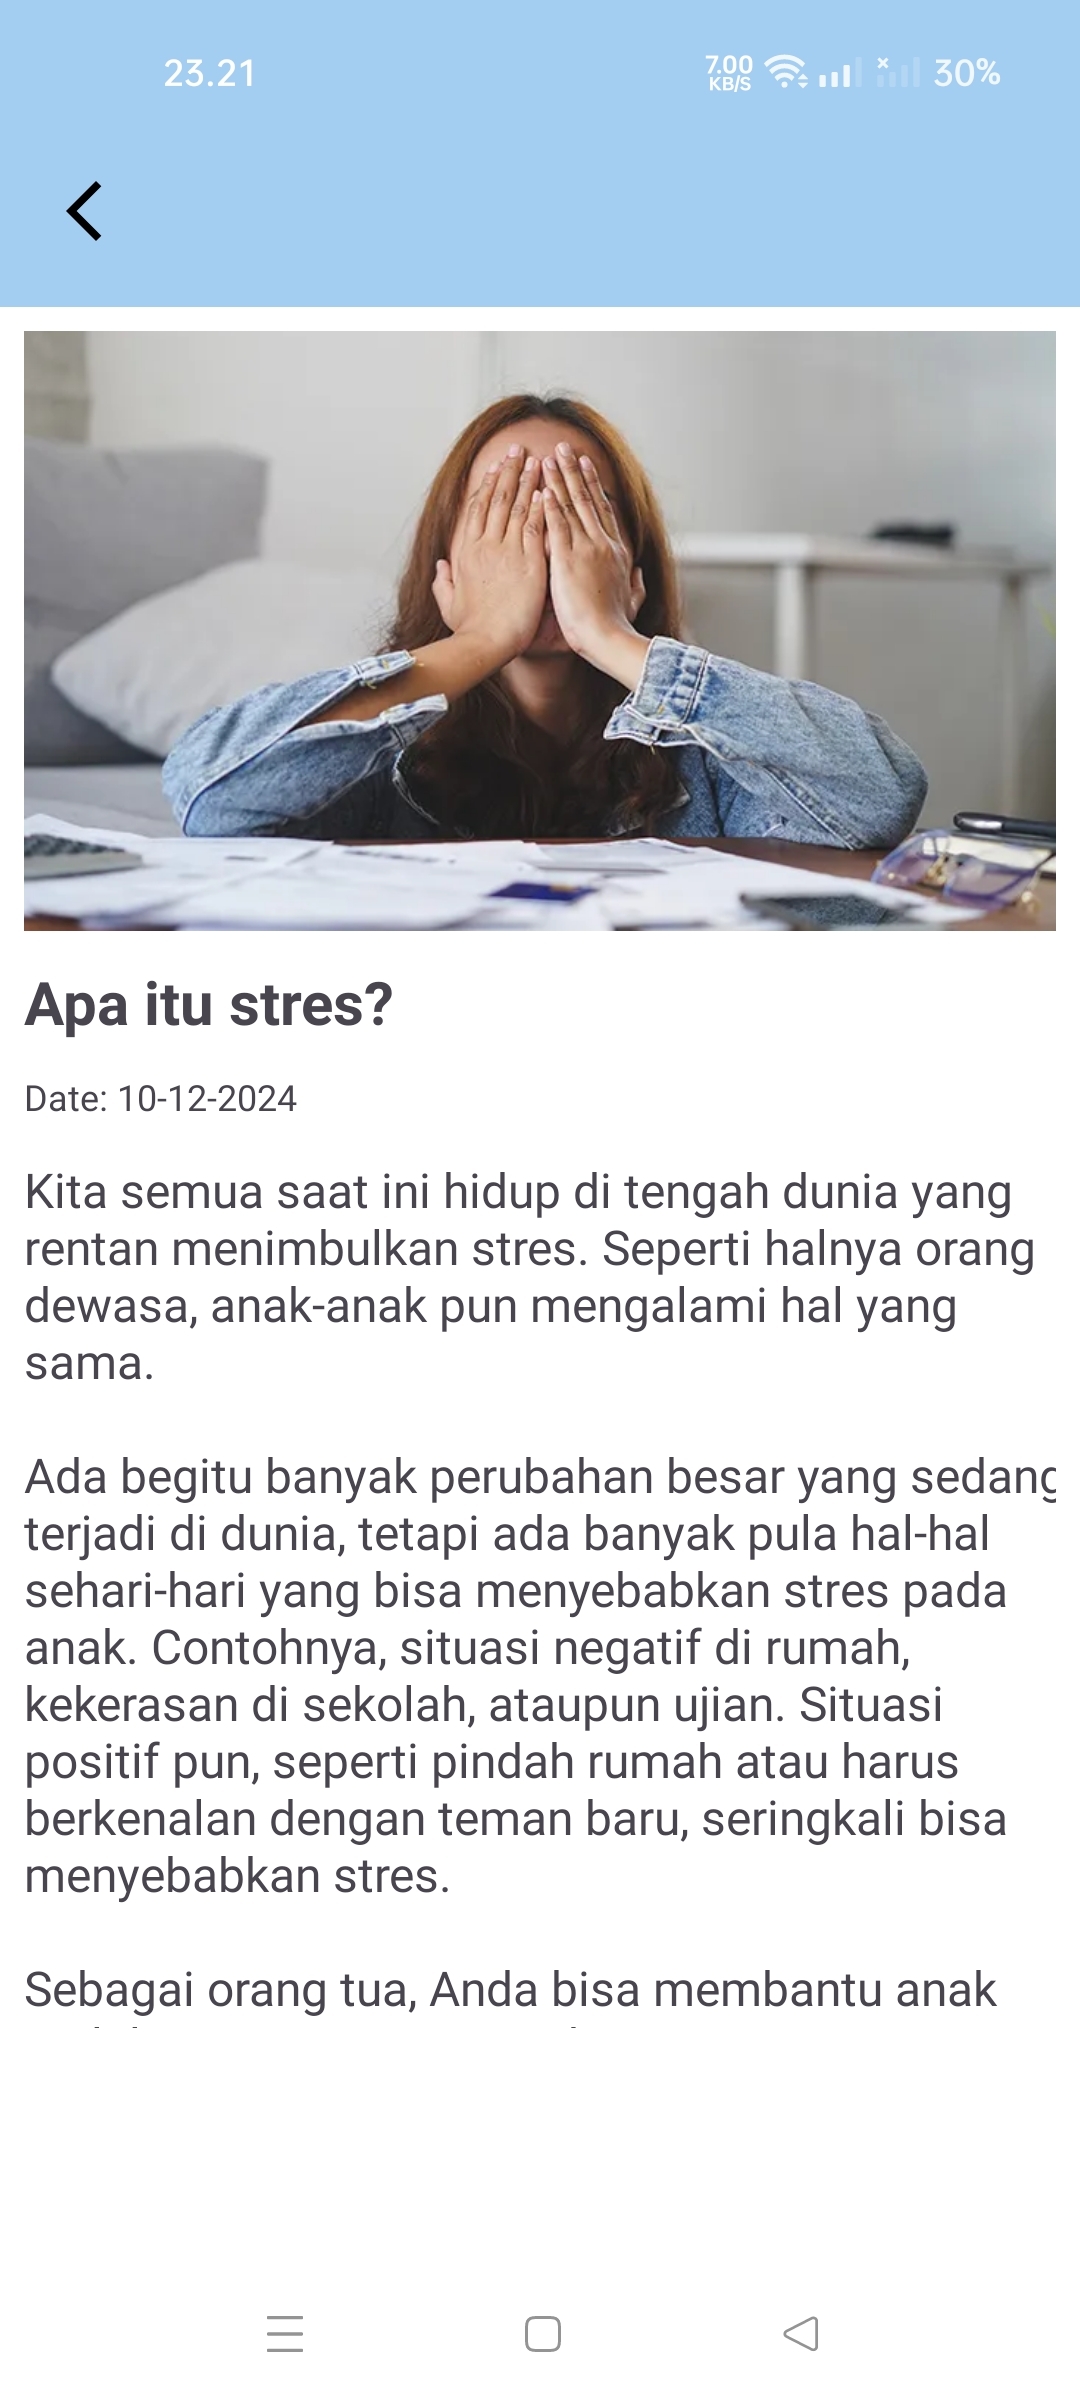 23.21
7.00
KB/S
30%
Apa itu stres?
Date: 10-12-2024
Kita semua saat ini hidup di tengah dunia yang
rentan menimbulkan stres. Seperti halnya orang
dewasa, anak-anak pun mengalami hal yang
sama.
Ada begitu banyak perubahan besar yang sedang
terjadi di dunia, tetapi ada banyak pula hal-hal
sehari-hari yang bisa menyebabkan stres pada
anak. Contohnya, situasi negatif di rumah,
kekerasan di sekolah, ataupun ujian. Situasi
positif pun, seperti pindah rumah atau harus
berkenalan dengan teman baru, seringkali bisa
menyebabkan stres.
Sebagai orang tua, Anda bisa membantu anak